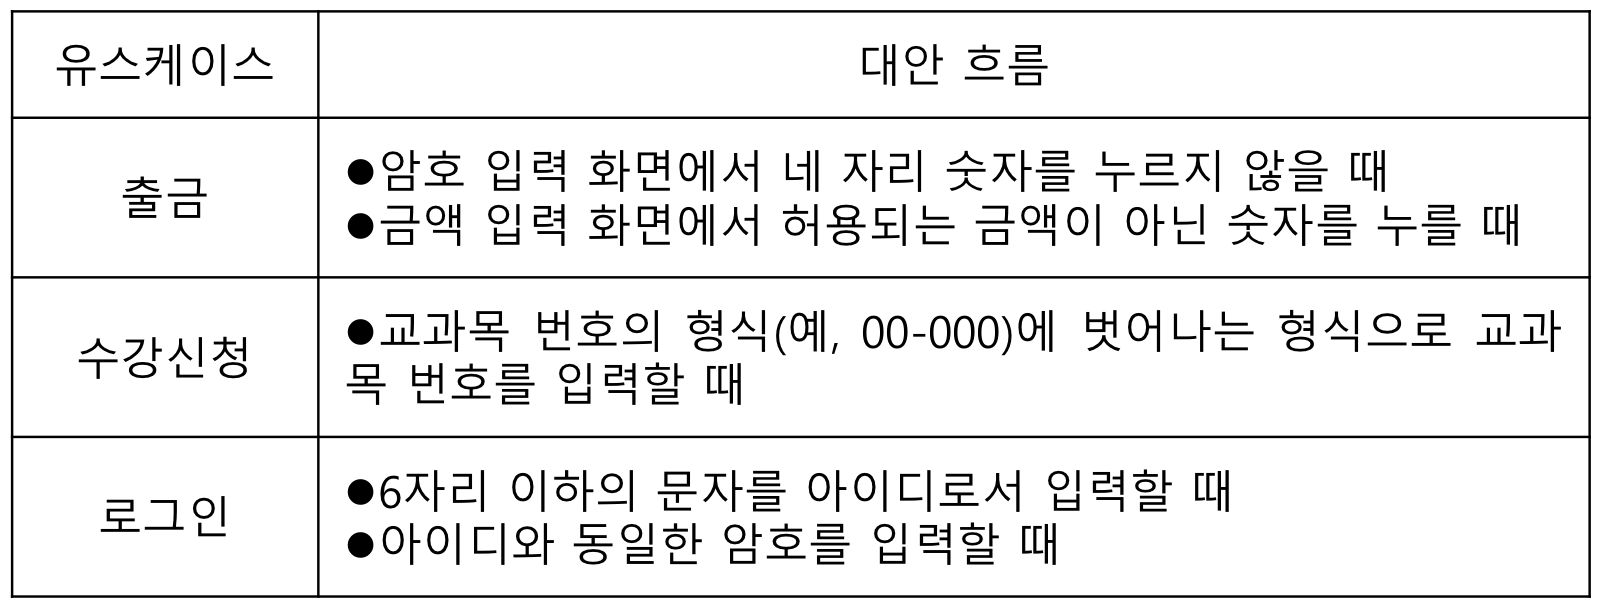 유스케이스
대안 흐름
출금
●암호 입력 화면에서 네 자리 숫자를 누르지 않을 때
●금액 입력 화면에서 허용되는 금액이 아닌 숫자를 누를 때
수강신청
●교과목 번호의 형식(예, 00-000)에 벗어나는 형식으로 교과
목 번호를 입력할 때
로그인
●6자리 이하의 문자를 아이디로서 입력할 때
●아이디와 동일한 암호를 입력할 때